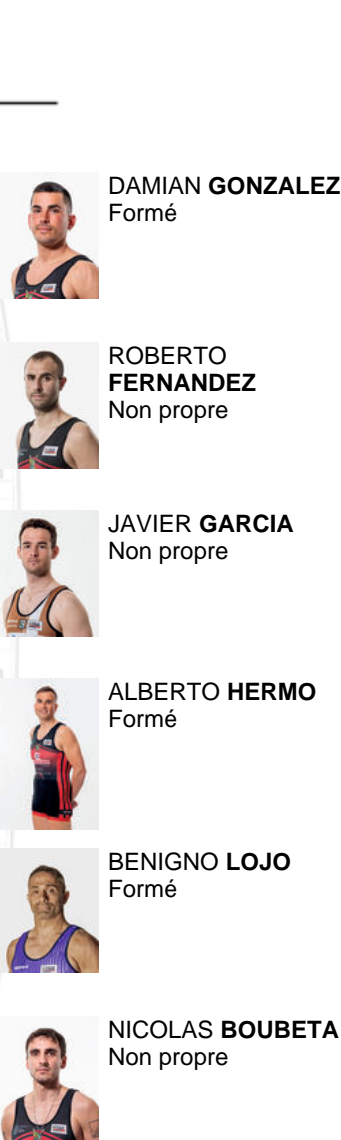 DAMIAN GONZALEZ
Formé
ROBERTO
FERNANDEZ
Non propre
JAVIER GARCIA
Non propre
ALBERTO HERMO
Formé
BENIGNO LOJO
Formé
NICOLAS BOUBETA
Non propre